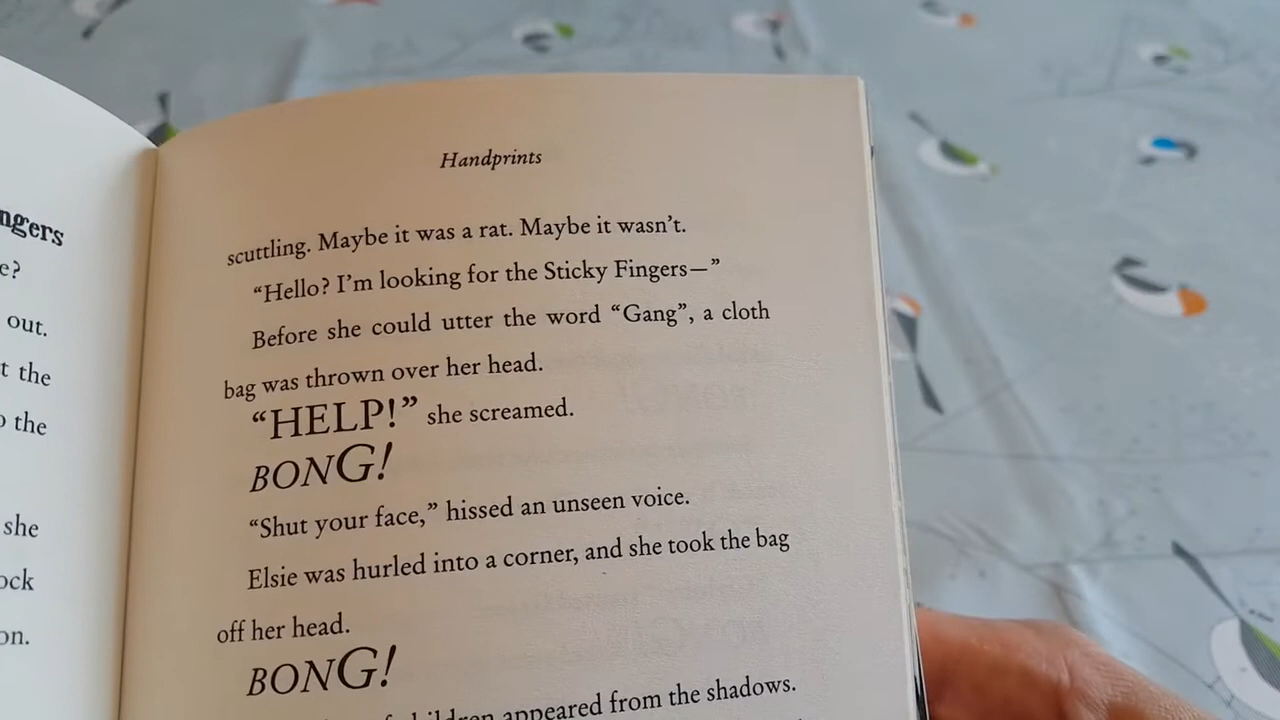 ngers
e?
out.
t the
o the
she
ock
on.
Handprints
scuttling. Maybe it was a rat. Maybe it wasn't.
“Hello? I'm looking for the Sticky Fingers—”
Before she could utter the word “Gang”, a cloth
bag was thrown over her head.
“HELP!” she screamed.
BONG!
“Shut your face,” hissed an unseen voice.
Elsie was hurled into a corner, and she took the bag
off her head.
BONG!
children appeared from the shadows.